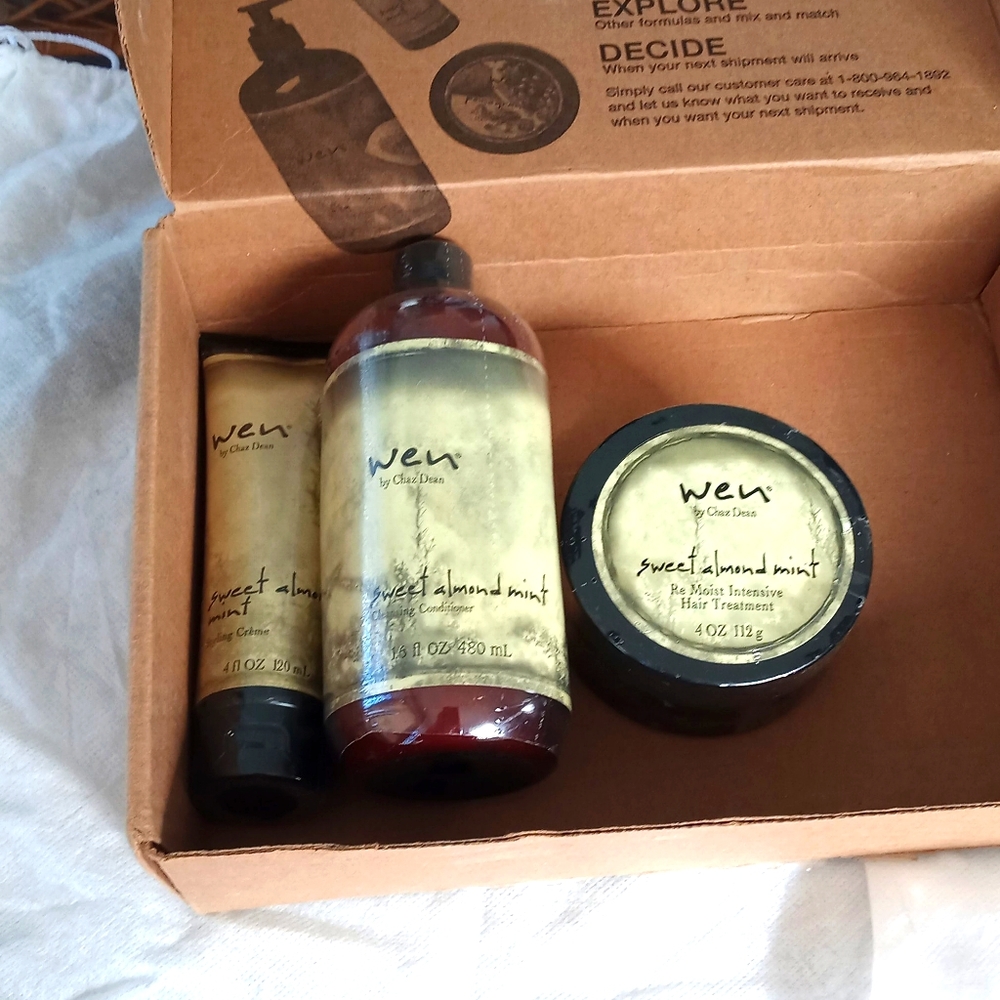 EXPLORE
Other formulas and mix and match
DECIDE
When your next shipment will arrive
Simply call our customer care at 1-800-964-1892
and let us know what you want to receive and
when you want your next shipment.
wen
wen®
by Chaz Dean
sweet almo
mint
Crème
4 fl OZ 120 mL
wen®
by Chaz Dean
sweet almond mint
Cleansing Conditioner
16 fl OZ 480 mL
wen®
by Chaz Dean
sweet almond mint
Re Moist Intensive
Hair Treatment
4 OZ 112 g